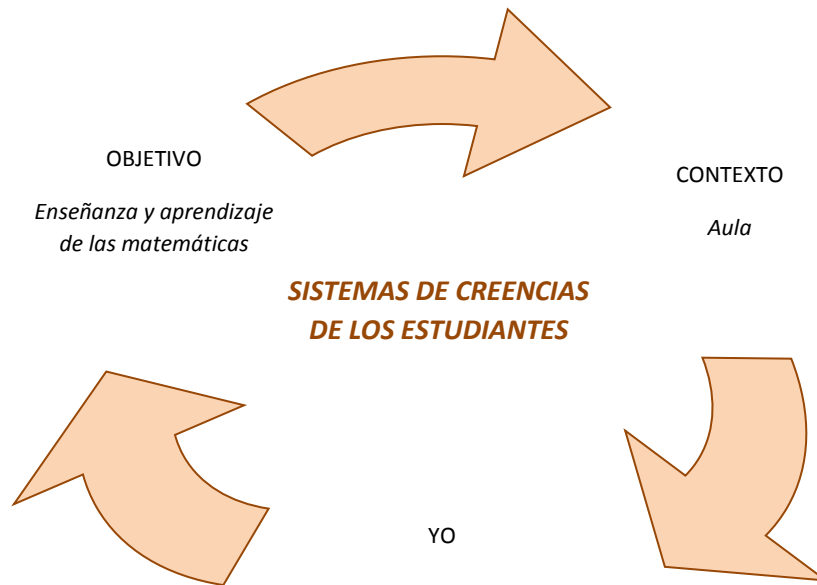 OBJETIVO
Enseñanza y aprendizaje
de las matemáticas
CONTEXTO
Aula
SISTEMAS DE CREENCIAS
DE LOS ESTUDIANTES
YO